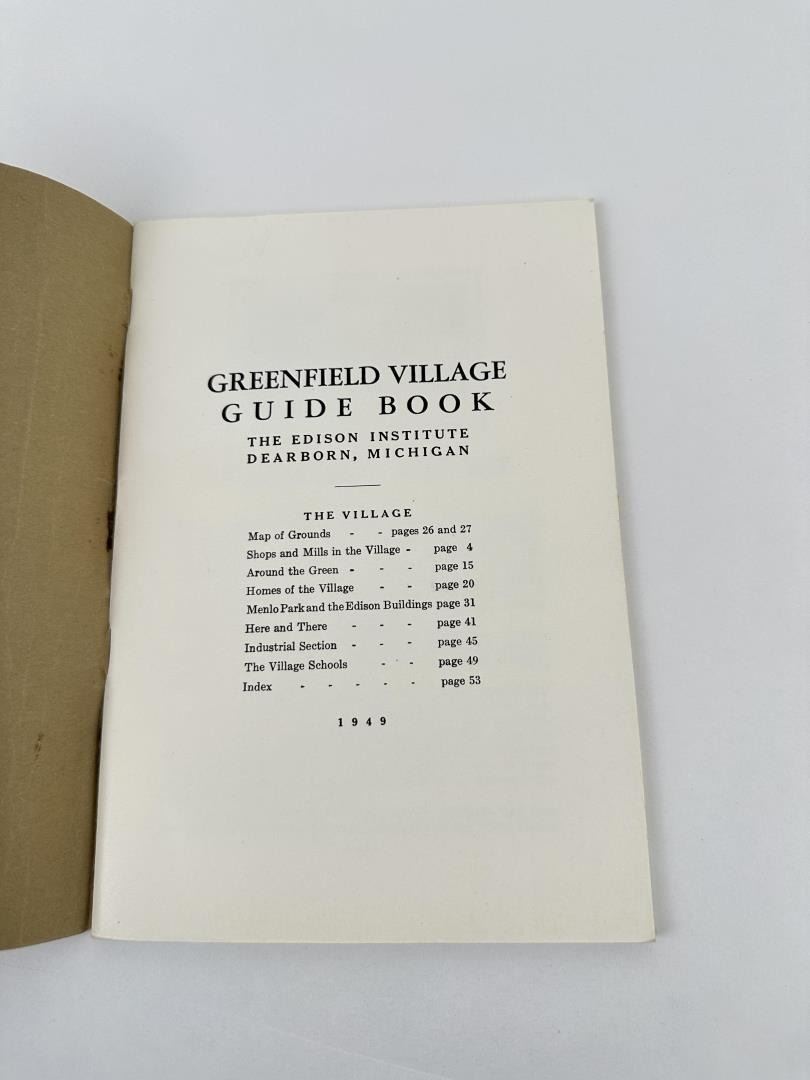 GREENFIELD VILLAGE
GUIDE BOOK
THE EDISON INSTITUTE
DEARBORN, MICHIGAN
THE VILLAGE
Map of Grounds - - pages 26 and 27
Shops and Mills in the Village - page 4
Around the Green - - - page 15
Homes of the Village - - page 20
Menlo Park and the Edison Buildings page 31
Here and There - - - page 41
Industrial Section - - - page 45
The Village Schools - - page 49
Index - - - - - page 53
1949